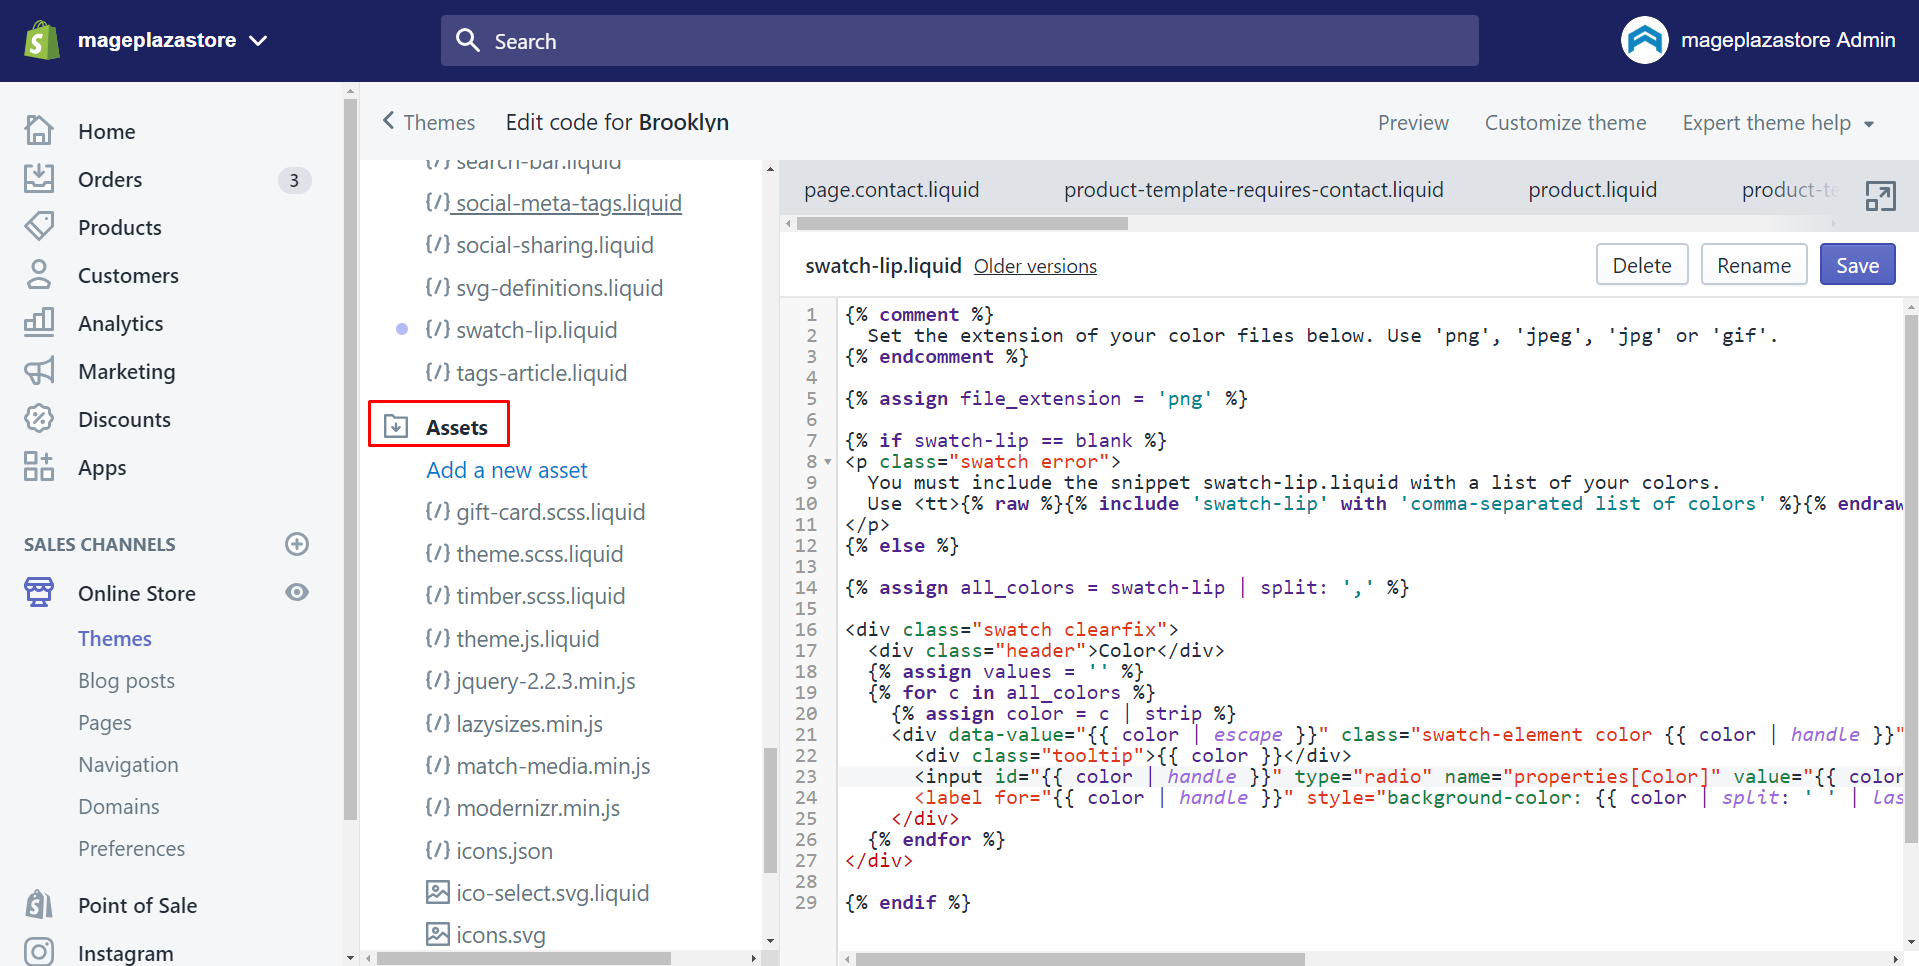 mageplazastore
Search
mageplazastore Admin
Home
Orders
3
Products
Customers
Analytics
Marketing
Discounts
Apps
SALES CHANNELS
Online Store
Themes
Blog posts
Pages
Navigation
Domains
Preferences
Point of Sale
Instagram
Themes
Edit code for Brooklyn
Preview
Customize theme
Expert theme help
{/} search-bar.liquid
{/} social-meta-tags.liquid
{/} social-sharing.liquid
{/} svg-definitions.liquid
{/} swatch-lip.liquid
{/} tags-article.liquid
Assets
Add a new asset
{/} gift-card.scss.liquid
{/} theme.scss.liquid
{/} timber.scss.liquid
{/} theme.js.liquid
{/} jquery-2.2.3.min.js
{/} lazysizes.min.js
{/} match-media.min.js
{/} modernizr.min.js
{/} icons.json
ico-select.svg.liquid
icons.svg
page.contact.liquid
product-template-requires-contact.liquid
product.liquid
product-te
swatch-lip.liquid Older versions
Delete
Rename
Save
1 {% comment %}
2   Set the extension of your color files below. Use 'png', 'jpeg', 'jpg' or 'gif'.
3 {% endcomment %}
4
5 {% assign file_extension = 'png' %}
6
7 {% if swatch-lip == blank %}
8 <p class="swatch error">
9   You must include the snippet swatch-lip.liquid with a list of your colors.
10   Use <tt>{% raw %}{% include 'swatch-lip' with 'comma-separated list of colors' %}{% endraw
11 </p>
12 {% else %}
13
14 {% assign all_colors = swatch-lip | split: ',' %}
15
16 <div class="swatch clearfix">
17   <div class="header">Color</div>
18   {% assign values = '' %}
19   {% for c in all_colors %}
20     {% assign color = c | strip %}
21     <div data-value="{{ color | escape }}" class="swatch-element color {{ color | handle }}"
22       <div class="tooltip">{{ color }}</div>
23       <input id="{{ color | handle }}" type="radio" name="properties[Color]" value="{{ color
24       <label for="{{ color | handle }}" style="background-color: {{ color | split: ' ' | las
25     </div>
26   {% endfor %}
27 </div>
28
29 {% endif %}